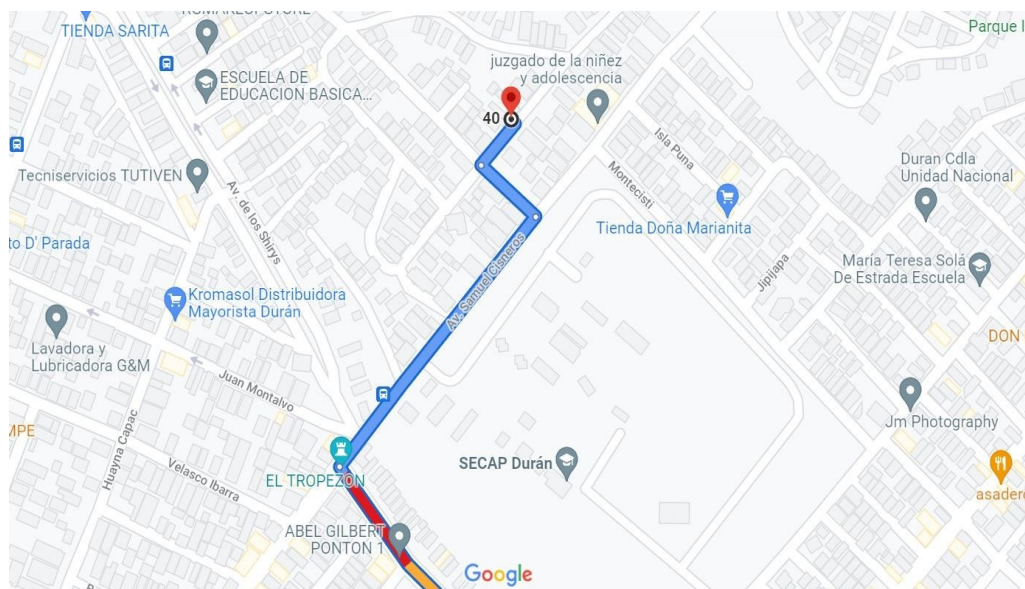 TIENDA SARITA
Parque
juzgado de la niñez
y adolescencia
ESCUELA DE
EDUCACION BASICA...
40
Isla Puna
Duran Cdla
Unidad Nacional
Tecniservicios TUTIVEN
Montecisti
Av. de los Shirys
Tienda Doña Marianita
to D' Parada
María Teresa Solá
De Estrada Escuela
Av. Samuel Cisneros
Jipijapa
Kromasol Distribuidora
Mayorista Durán
Lavadora y
Lubricadora G&M
DON
Juan Montalvo
Jm Photography
MPE
Huayna Capac
SECAP Durán
Velasco Ibarra
EL TROPEZON
asadero
ABEL GILBERT
PONTON 1
Google